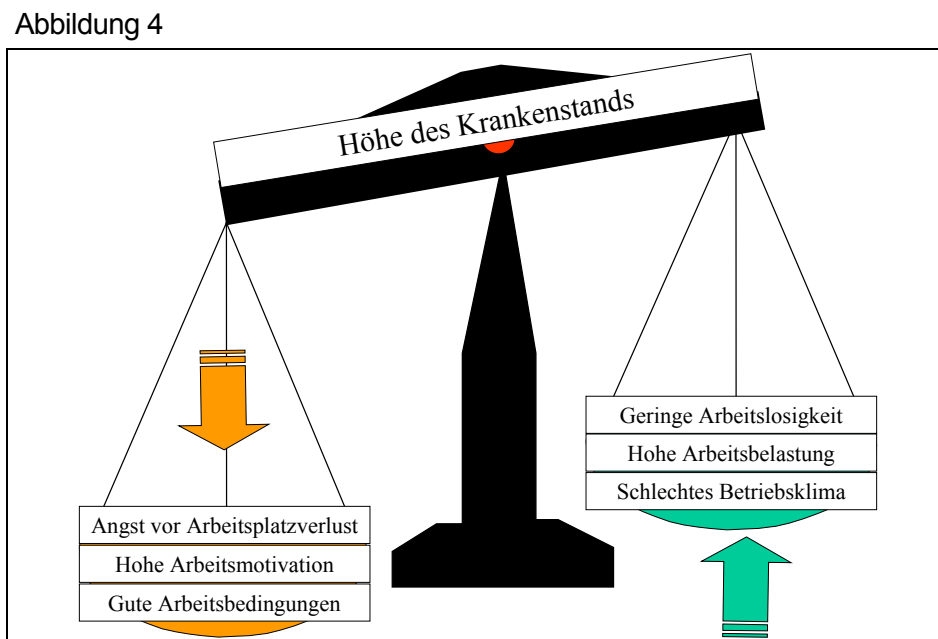 Abbildung 4
Höhe des Krankenstands
Geringe Arbeitslosigkeit
Hohe Arbeitsbelastung
Schlechtes Betriebsklima
Angst vor Arbeitsplatzverlust
Hohe Arbeitsmotivation
Gute Arbeitsbedingungen